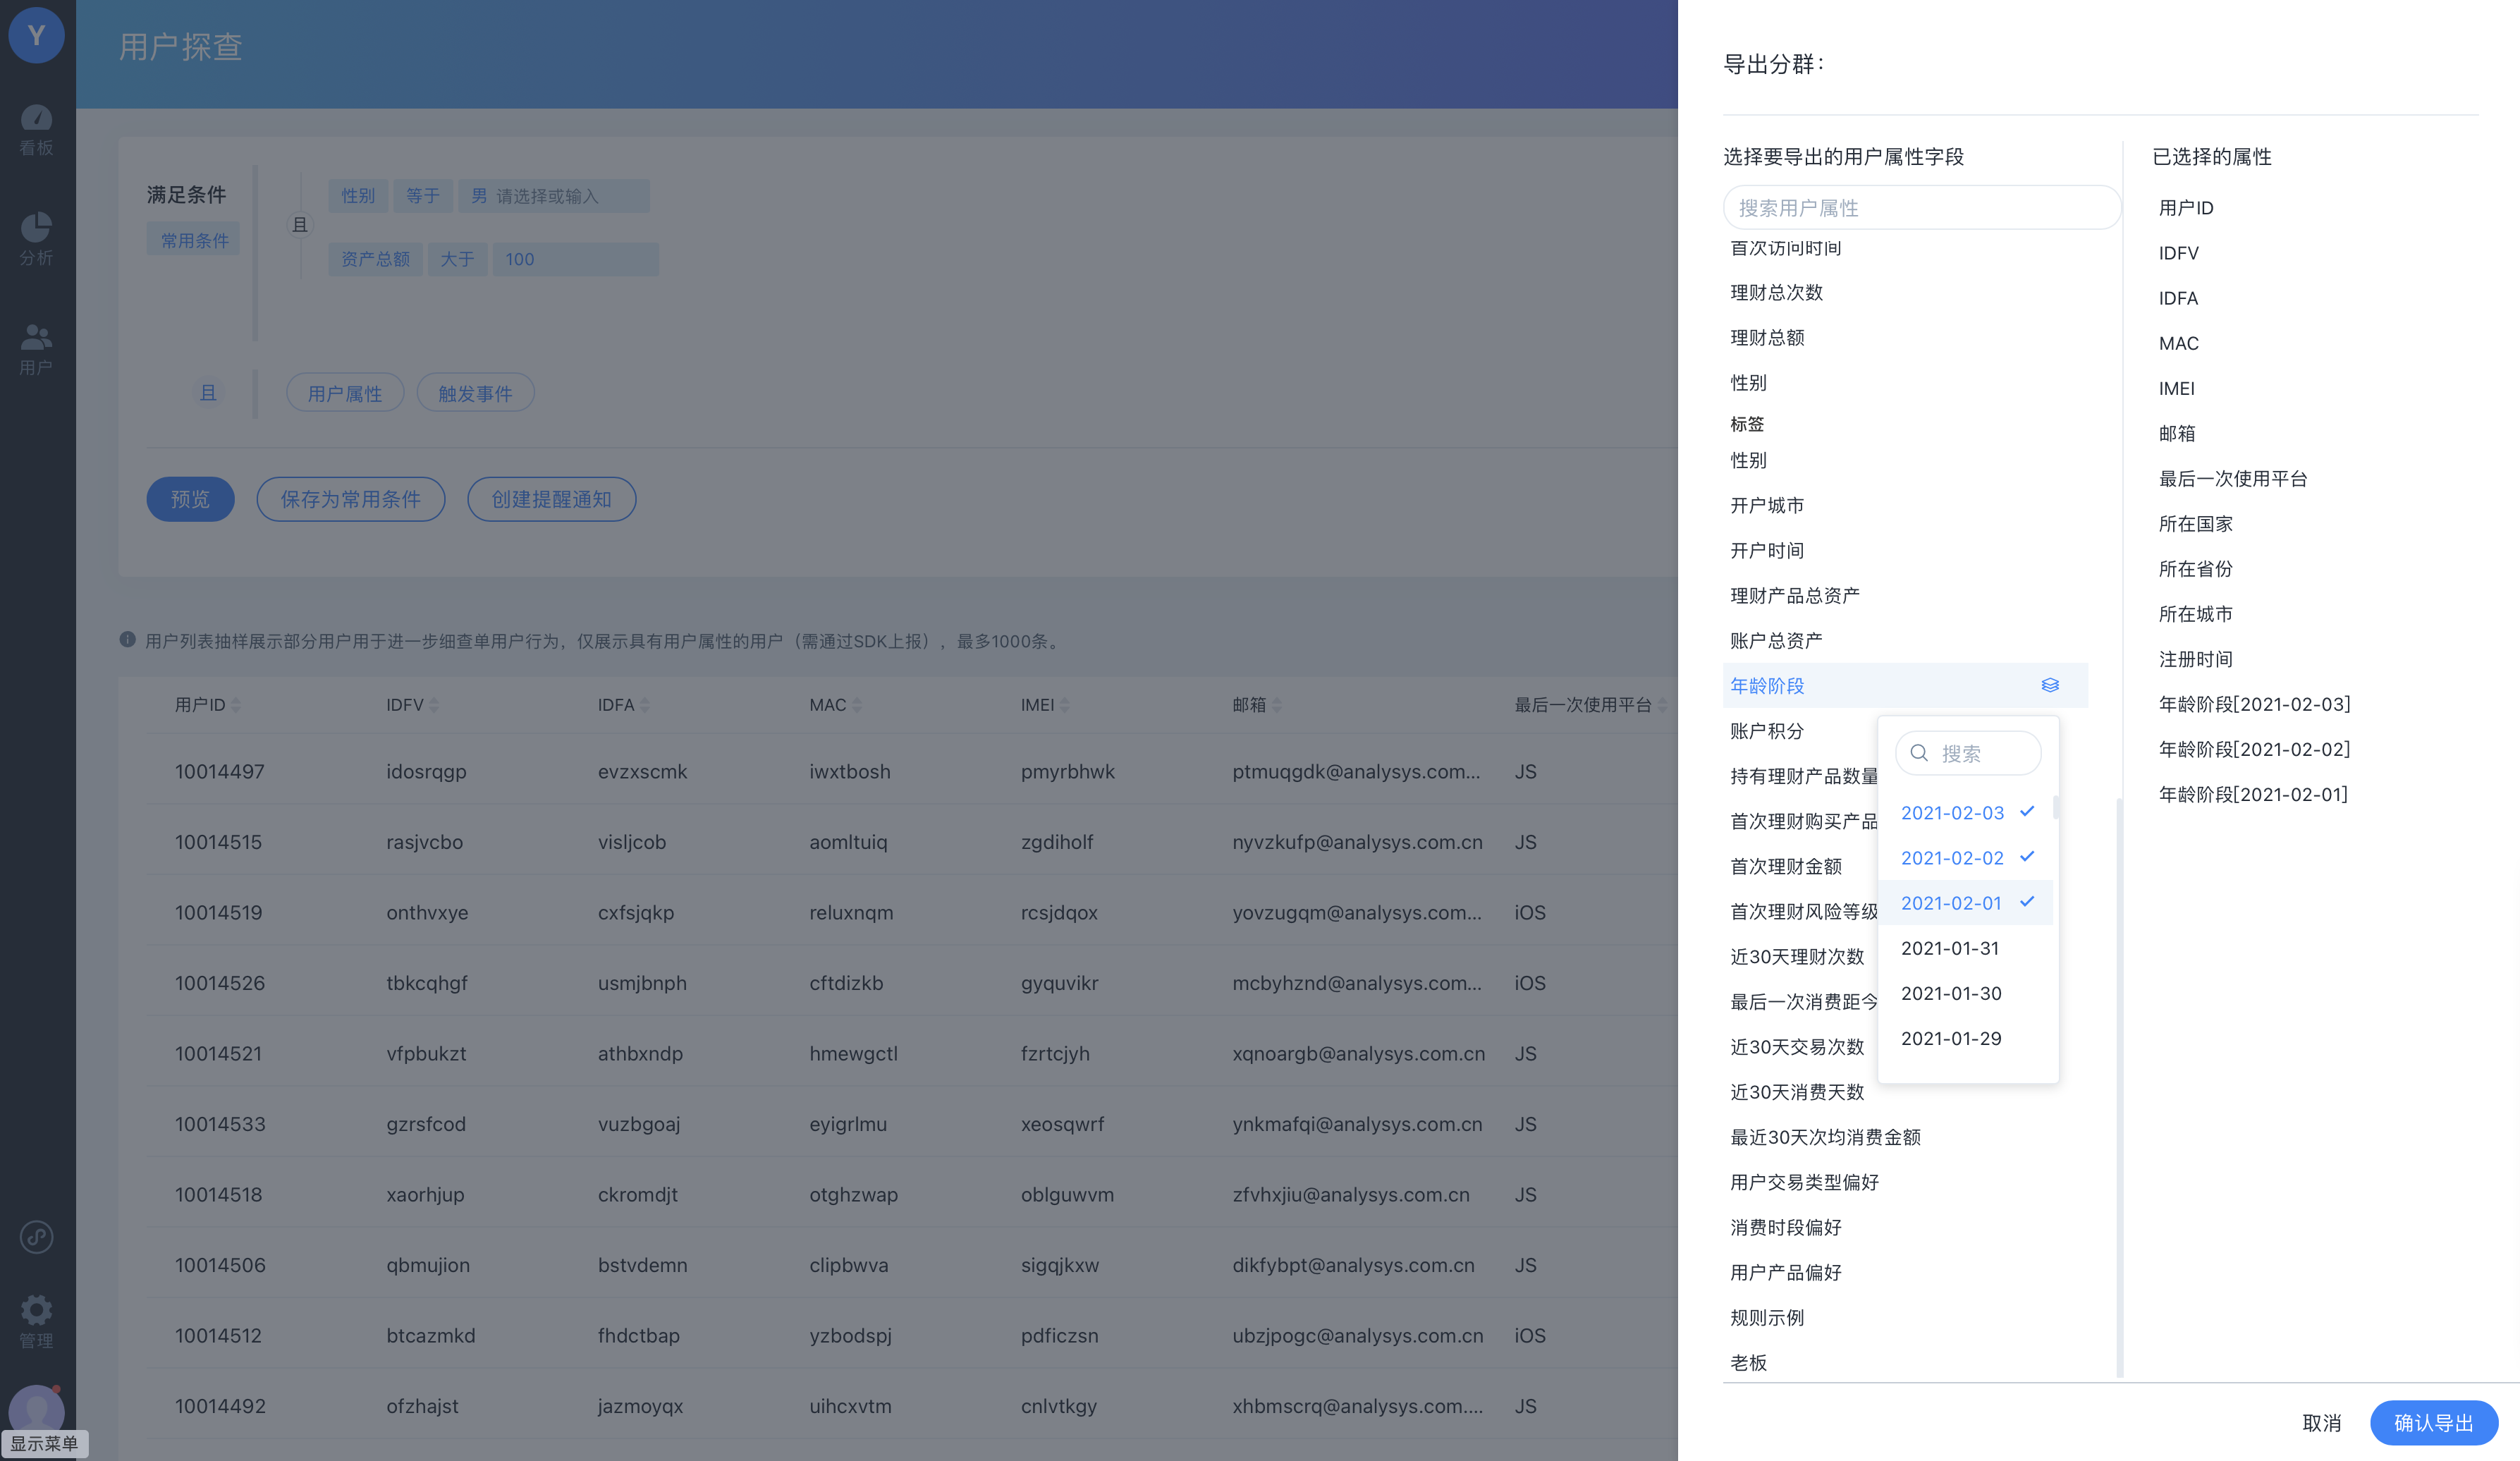 Y
看板
分析
用户
管理
显示菜单
用户探查
满足条件
常用条件
且
性别 等于 男 请选择或输入
资产总额 大于 100
且
用户属性 触发事件
预览 保存为常用条件 创建提醒通知
用户列表抽样展示部分用户用于进一步细查单用户行为，仅展示具有用户属性的用户（需通过SDK上报），最多1000条。
用户ID IDFV IDFA MAC IMEI 邮箱 最后一次使用平台
10014497 idosrqgp evzxscmk iwxtbosh pmyrbhwk ptmuqgdk@analysys.com... JS
10014515 rasjvcbo visljcob aomltuiq zgdiholf nyvzkufp@analysys.com.cn JS
10014519 onthvxye cxfsjqkp reluxnqm rcsjdqox yovzugqm@analysys.com... iOS
10014526 tbkcqhgf usmjbnph cftdizkb gyquvikr mcbyhznd@analysys.com... iOS
10014521 vfpbukzt athbxndp hmewgctl fzrtcjyh xqnoargb@analysys.com.cn JS
10014533 gzrsfcod vuzbgoaj eyigrlmu xeosqwrf ynkmafqi@analysys.com.cn JS
10014518 xaorhjup ckromdjt otghzwap oblguwvm zfvhxjiu@analysys.com.cn JS
10014506 qbmujion bstvdemn clipbwva sigqjkxw dikfybpt@analysys.com.cn JS
10014512 btcazmkd fhdctbap yzbodspj pdficzsn ubzjpogc@analysys.com.cn iOS
10014492 ofzhajst jazmoyqx uihcxvtm cnlvtkgy xhbmscrq@analysys.com.... JS
导出分群：
选择要导出的用户属性字段
搜索用户属性
首次访问时间
理财总次数
理财总额
性别
标签
性别
开户城市
开户时间
理财产品总资产
账户总资产
年龄阶段
账户积分
持有理财产品数量
首次理财购买产品
首次理财金额
首次理财风险等级
近30天理财次数
最后一次消费距今
近30天交易次数
近30天消费天数
最近30天次均消费金额
用户交易类型偏好
消费时段偏好
用户产品偏好
规则示例
老板
搜索
2021-02-03
2021-02-02
2021-02-01
2021-01-31
2021-01-30
2021-01-29
已选择的属性
用户ID
IDFV
IDFA
MAC
IMEI
邮箱
最后一次使用平台
所在国家
所在省份
所在城市
注册时间
年龄阶段[2021-02-03]
年龄阶段[2021-02-02]
年龄阶段[2021-02-01]
取消 确认导出